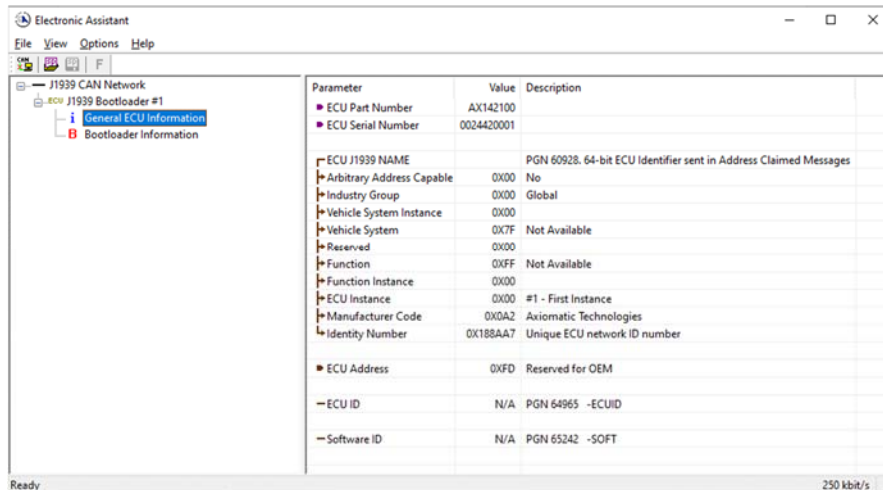 Electronic Assistant
File View Options Help
CAN
F
J1939 CAN Network
ECU J1939 Bootloader #1
i General ECU Information
B Bootloader Information
Parameter Value Description
ECU Part Number AX142100
ECU Serial Number 0024420001
ECU J1939 NAME PGN 60928. 64-bit ECU Identifier sent in Address Claimed Messages
Arbitrary Address Capable 0X00 No
Industry Group 0X00 Global
Vehicle System Instance 0X00
Vehicle System 0X7F Not Available
Reserved 0X00
Function 0XFF Not Available
Function Instance 0X00
ECU Instance 0X00 #1 - First Instance
Manufacturer Code 0X0A2 Axiomatic Technologies
Identity Number 0X188AA7 Unique ECU network ID number
ECU Address 0XFD Reserved for OEM
ECU ID N/A PGN 64965 -ECUID
Software ID N/A PGN 65242 -SOFT
Ready 250 kbit/s